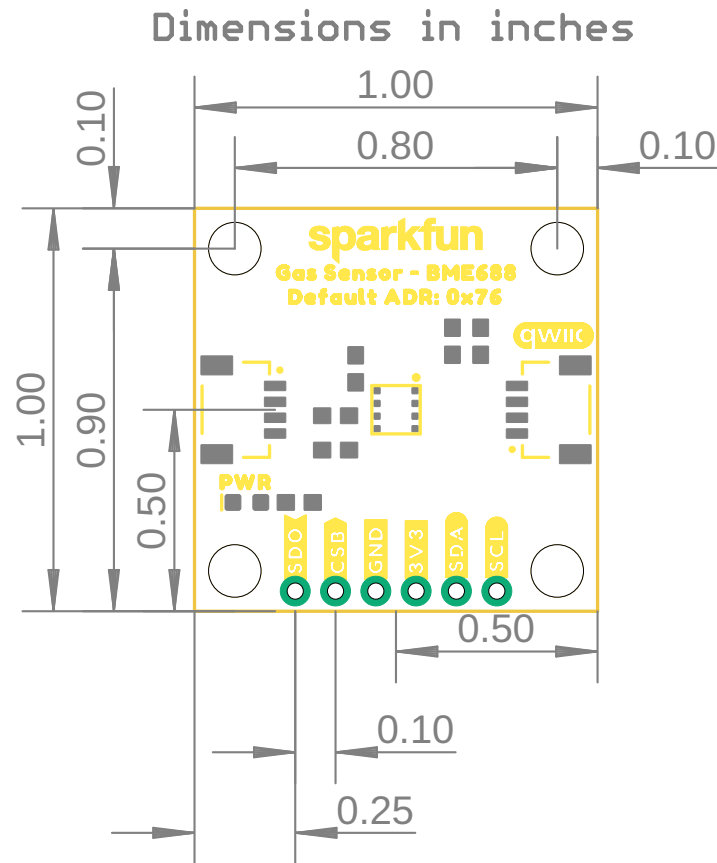 Dimensions in inches
1.00
0.10
0.80
0.10
sparkfun
Gas Sensor - BME688
Default ADR: 0x76
qwiic
1.00
0.90
0.50
PWR
SDO
CSB
GND
3V3
SDA
SCL
0.50
0.10
0.25